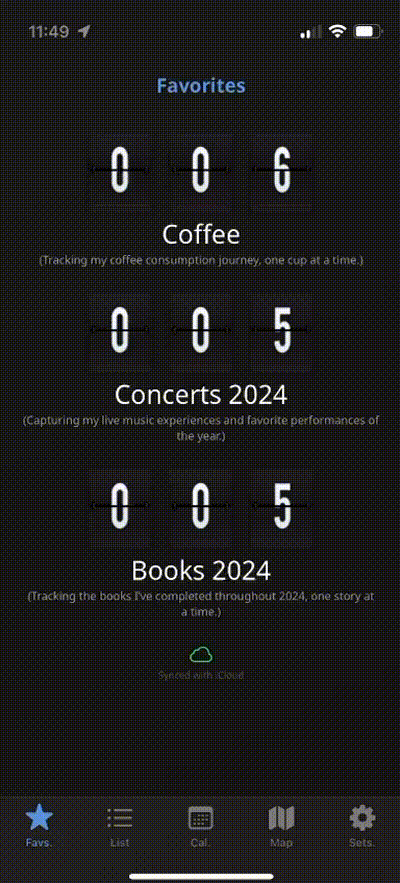 11:49
Favorites
0 0 6
Coffee
(Tracking my coffee consumption journey, one cup at a time.)
0 0 5
Concerts 2024
(Capturing my live music experiences and favorite performances of
the year.)
0 0 5
Books 2024
(Tracking the books I've completed throughout 2024, one story at
a time.)
Synced with iCloud
Favs. List Cal. Map Sets.